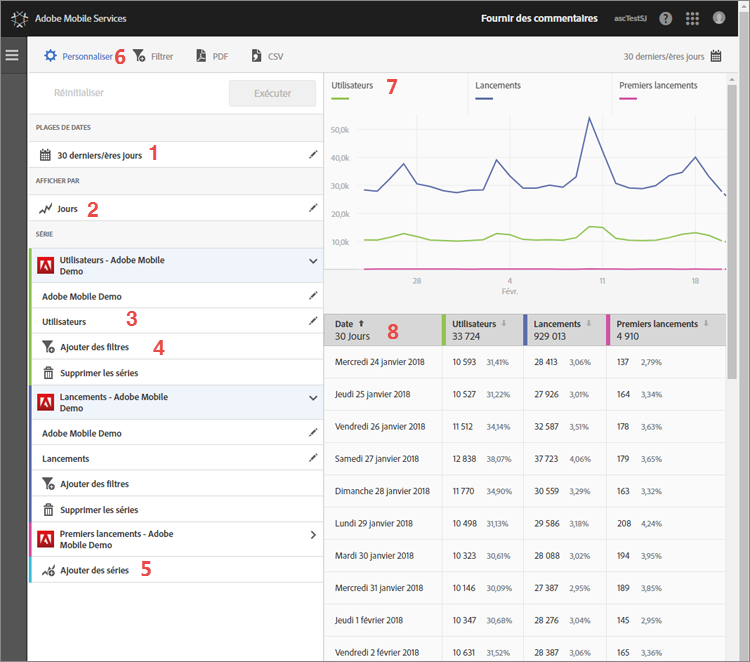 Adobe Mobile Services
Fournir des commentaires ascTestSJ ?
Personnaliser 6 Filtrer PDF CSV 30 derniers/ères jours
Réinitialiser Exécuter
PLAGES DE DATES
30 derniers/ères jours 1
AFFICHER PAR
Jours 2
SÉRIE
Utilisateurs - Adobe Mobile
Demo
Adobe Mobile Demo
Utilisateurs 3
Ajouter des filtres 4
Supprimer les séries
Lancements - Adobe Mobile
Demo
Adobe Mobile Demo
Lancements
Ajouter des filtres
Supprimer les séries
Premiers lancements - Adobe
Mobile Demo
Ajouter des séries 5
Utilisateurs 7 Lancements Premiers lancements
50,0k
40,0k
30,0k
20,0k
10,0k
28 4 11 18
Févr.
Date 8 Utilisateurs Lancements Premiers lancements
30 Jours 33 724 929 013 4 910
Mercredi 24 janvier 2018 10 593 31,41% 28 413 3,06% 137 2,79%
Jeudi 25 janvier 2018 10 527 31,22% 27 926 3,01% 164 3,34%
Vendredi 26 janvier 2018 11 512 34,14% 32 587 3,51% 178 3,63%
Samedi 27 janvier 2018 12 838 38,07% 37 723 4,06% 179 3,65%
Dimanche 28 janvier 2018 11 770 34,90% 30 559 3,29% 163 3,32%
Lundi 29 janvier 2018 10 498 31,13% 29 586 3,18% 208 4,24%
Mardi 30 janvier 2018 10 323 30,61% 28 088 3,02% 194 3,95%
Mercredi 31 janvier 2018 10 146 30,09% 27 387 2,95% 189 3,85%
Jeudi 1 février 2018 10 347 30,68% 28 276 3,04% 145 2,95%
Vendredi 2 février 2018 10 631 31,52% 28 387 3,06% 165 3,36%